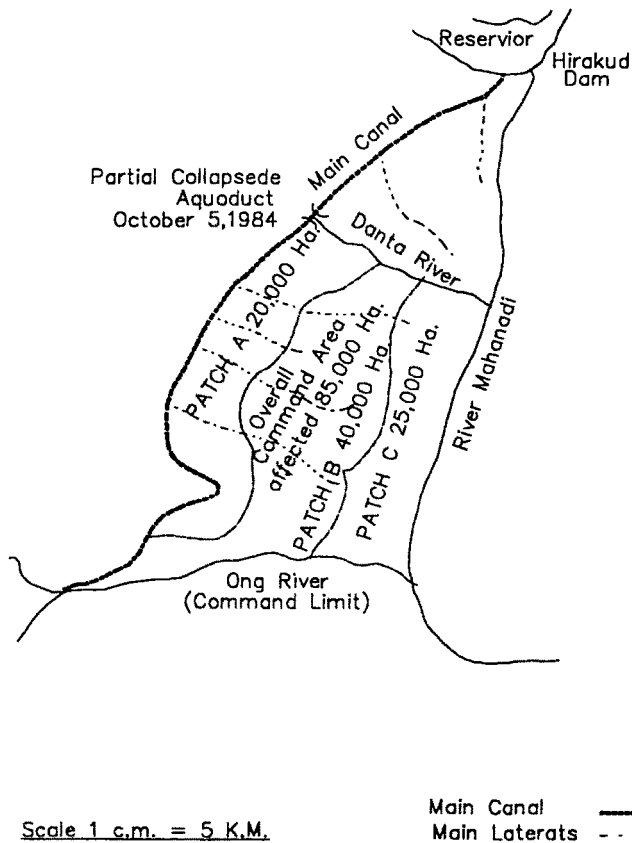 Reservior
Hirakud
Dam
Main Canal
Partial Collapsede
Aquoduct
October 5,1984
Danta River
PATCH A 20,000 Ha.
Overall
Command Area
affected 85,000 Ha.
PATCH B 40,000 Ha.
PATCH C 25,000 Ha.
River Mahanadi
Ong River
(Command Limit)
Scale 1 c.m. = 5 K.M.
Main Canal
Main Laterats